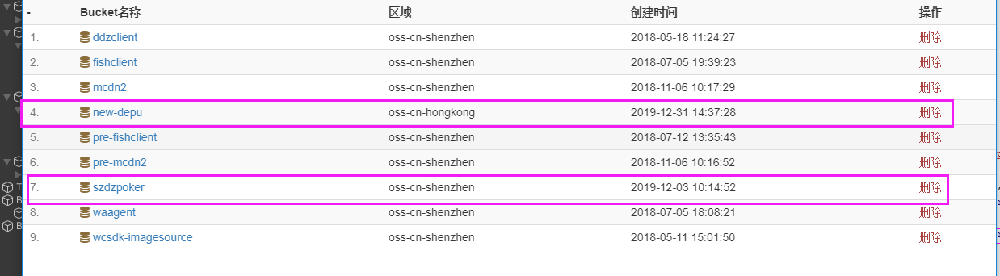 - Bucket名称 区域 创建时间 操作
1. ddzclient oss-cn-shenzhen 2018-05-18 11:24:27 删除
2. fishclient oss-cn-shenzhen 2018-07-05 19:39:23 删除
3. mcdn2 oss-cn-shenzhen 2018-11-06 10:17:29 删除
4. new-depu oss-cn-hongkong 2019-12-31 14:37:28 删除
5. pre-fishclient oss-cn-shenzhen 2018-07-12 13:35:43 删除
6. pre-mcdn2 oss-cn-shenzhen 2018-11-06 10:16:52 删除
7. szdzpoker oss-cn-shenzhen 2019-12-03 10:14:52 删除
8. waagent oss-cn-shenzhen 2018-07-05 18:08:21 删除
9. wcsdk-imagesource oss-cn-shenzhen 2018-05-11 15:01:50 删除